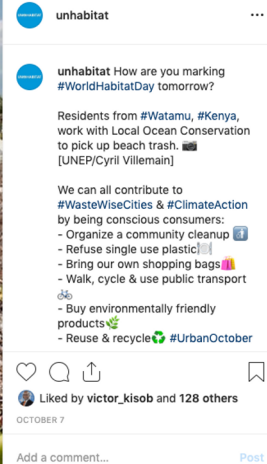 unhabitat
unhabitat How are you marking
#WorldHabitatDay tomorrow?
Residents from #Watamu, #Kenya,
work with Local Ocean Conservation
to pick up beach trash. 📷
[UNEP/Cyril Villemain]
We can all contribute to
#WasteWiseCities & #ClimateAction
by being conscious consumers:
- Organize a community cleanup 🚮
- Refuse single use plastic🍽️
- Bring our own shopping bags🛍️
- Walk, cycle & use public transport
🚲
- Buy environmentally friendly
products🌿
- Reuse & recycle♻️ #UrbanOctober
Liked by victor_kisob and 128 others
OCTOBER 7
Add a comment... Post